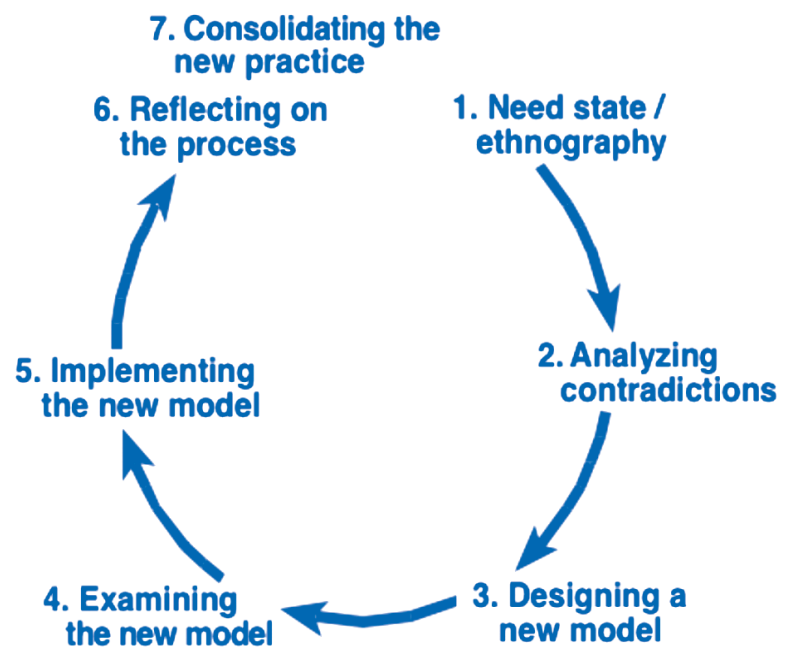 7. Consolidating the
new practice
6. Reflecting on
the process
1. Need state /
ethnography
2. Analyzing
contradictions
5. Implementing
the new model
4. Examining
the new model
3. Designing a
new model